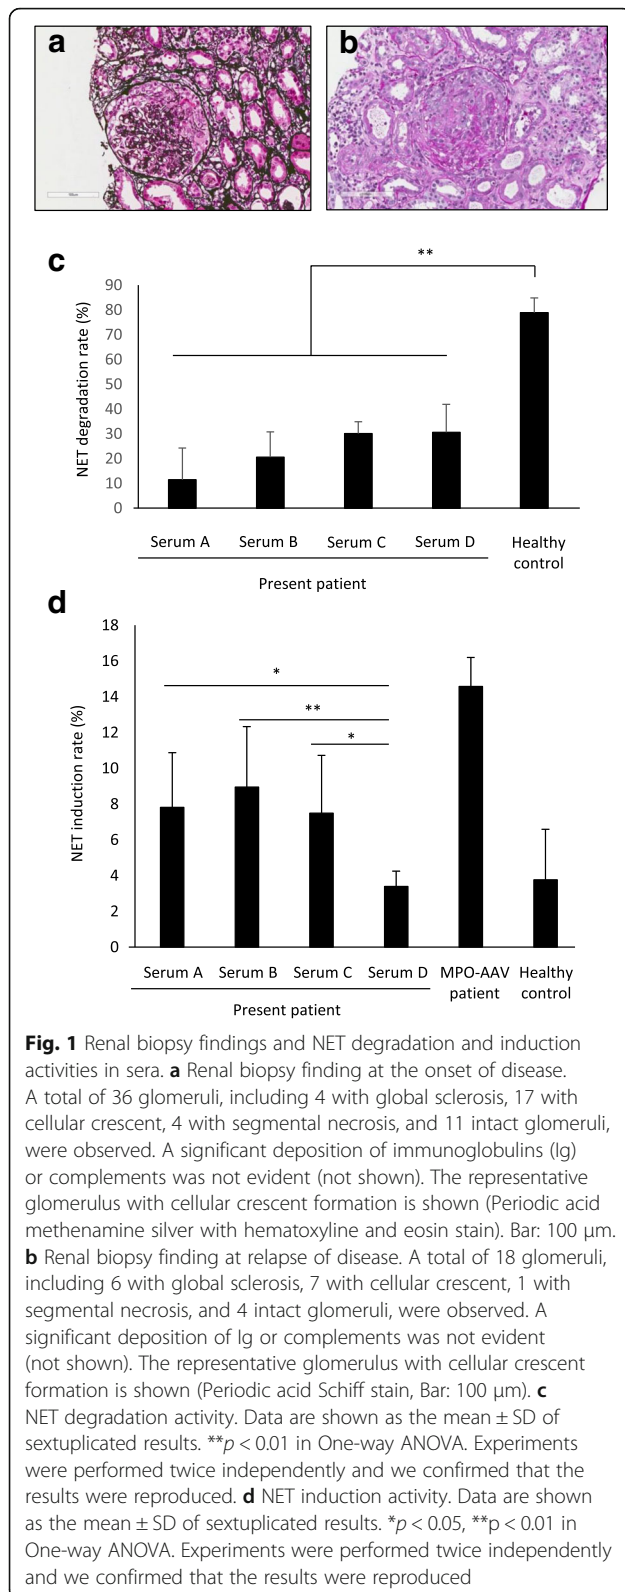 a
b
c
**
90
80
70
60
50
40
30
20
10
0
NET degradation rate (%)
Serum A
Serum B
Serum C
Serum D
Healthy
control
Present patient
d
18
16
14
12
10
8
6
4
2
0
NET induction rate (%)
*
**
*
Serum A
Serum B
Serum C
Serum D
MPO-AAV
patient
Healthy
control
Present patient
Fig. 1 Renal biopsy findings and NET degradation and induction
activities in sera. a Renal biopsy finding at the onset of disease.
A total of 36 glomeruli, including 4 with global sclerosis, 17 with
cellular crescent, 4 with segmental necrosis, and 11 intact glomeruli,
were observed. A significant deposition of immunoglobulins (Ig)
or complements was not evident (not shown). The representative
glomerulus with cellular crescent formation is shown (Periodic acid
methenamine silver with hematoxyline and eosin stain). Bar: 100 μm.
b Renal biopsy finding at relapse of disease. A total of 18 glomeruli,
including 6 with global sclerosis, 7 with cellular crescent, 1 with
segmental necrosis, and 4 intact glomeruli, were observed. A
significant deposition of Ig or complements was not evident
(not shown). The representative glomerulus with cellular crescent
formation is shown (Periodic acid Schiff stain, Bar: 100 μm). c
NET degradation activity. Data are shown as the mean ± SD of
sextuplicated results. **p < 0.01 in One-way ANOVA. Experiments
were performed twice independently and we confirmed that the
results were reproduced. d NET induction activity. Data are shown
as the mean ± SD of sextuplicated results. *p < 0.05, **p < 0.01 in
One-way ANOVA. Experiments were performed twice independently
and we confirmed that the results were reproduced